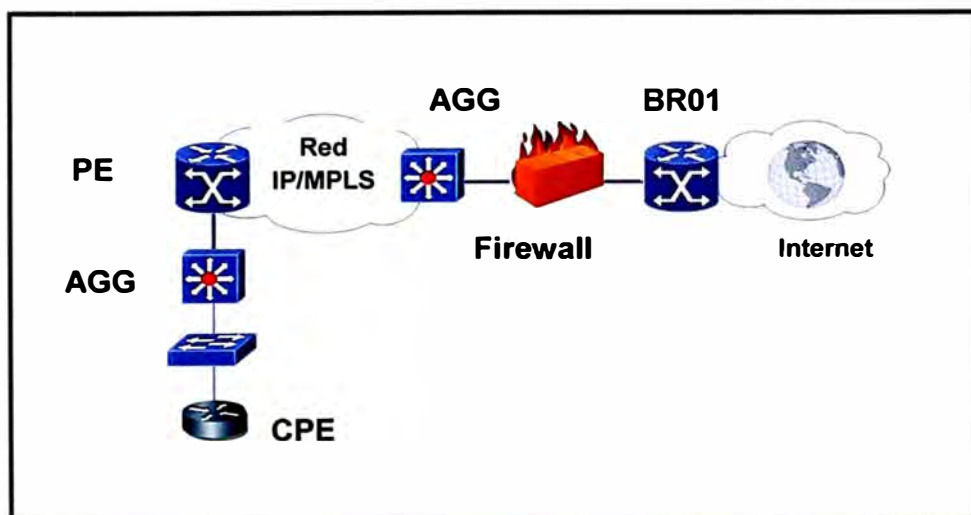 AGG
BR01
PE
Red
IP/MPLS
Firewall
Internet
AGG
CPE